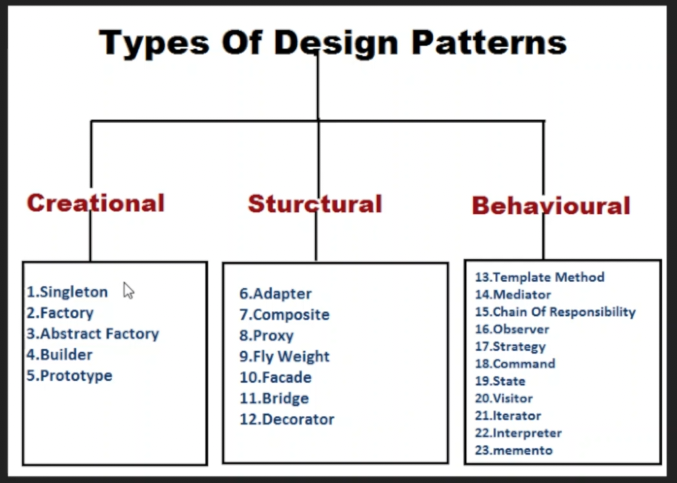 Types Of Design Patterns
Creational
Sturctural
Behavioural
1.Singleton
2.Factory
3.Abstract Factory
4.Builder
5.Prototype
6.Adapter
7.Composite
8.Proxy
9.Fly Weight
10.Facade
11.Bridge
12.Decorator
13.Template Method
14.Mediator
15.Chain Of Responsibility
16.Observer
17.Strategy
18.Command
19.State
20.Visitor
21.Iterator
22.Interpreter
23.memento